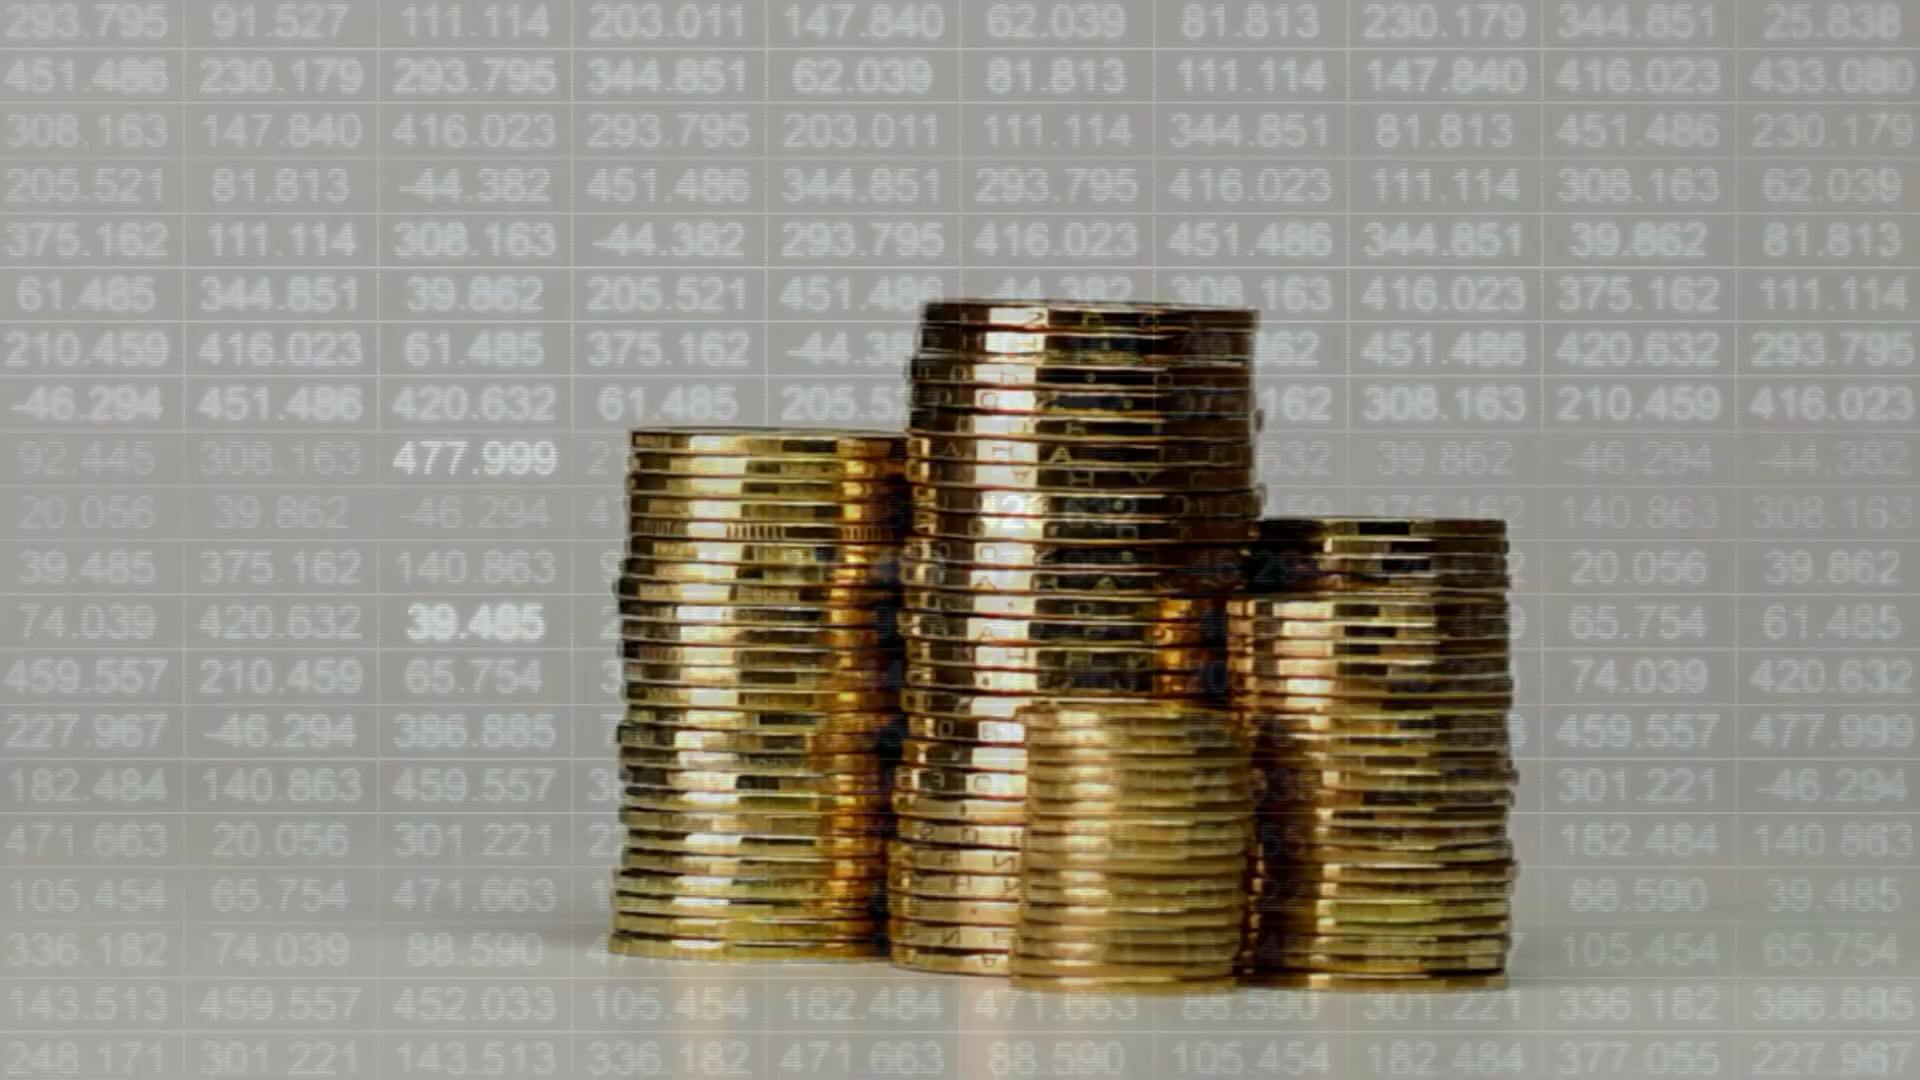 293.795 91.527 111.114 203.011 147.840 62.039 81.813 230.179 344.851 25.838
451.486 230.179 293.795 344.851 62.039 81.813 111.114 147.840 416.023 433.080
308.163 147.840 416.023 293.795 203.011 111.114 344.851 81.813 451.486 230.179
205.521 81.813 -44.382 451.486 344.851 293.795 416.023 111.114 308.163 62.039
375.162 111.114 308.163 -44.382 293.795 416.023 451.486 344.851 39.862 81.813
61.485 344.851 39.862 205.521 416.023 375.162 111.114
210.459 416.023 61.485 375.162 451.486 420.632 293.795
-46.294 451.486 420.632 61.485 308.163 210.459 416.023
92.445 308.163 477.999 39.862 -46.294 -44.382
20.056 39.862 -46.294 140.863 308.163
39.485 375.162 140.863 20.056 39.862
74.039 420.632 39.485 65.754 61.485
459.557 210.459 65.754 74.039 420.632
227.967 -46.294 386.885 459.557 477.999
182.484 140.863 459.557 301.221 -46.294
471.663 20.056 301.221 182.484 140.863
105.454 65.754 471.663 88.590 39.485
336.182 74.039 88.590 105.454 65.754
143.513 459.557 452.033 105.454 182.484 471.663 88.590 301.221 336.182 386.885
248.171 301.221 143.513 336.182 471.663 88.590 105.454 182.484 377.055 227.967